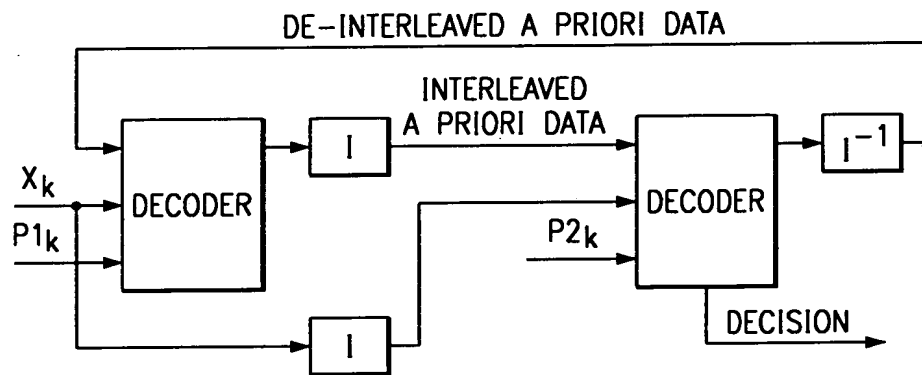 DE-INTERLEAVED A PRIORI DATA
INTERLEAVED
A PRIORI DATA
I
I⁻¹
Xk
DECODER
DECODER
P1k
P2k
I
DECISION